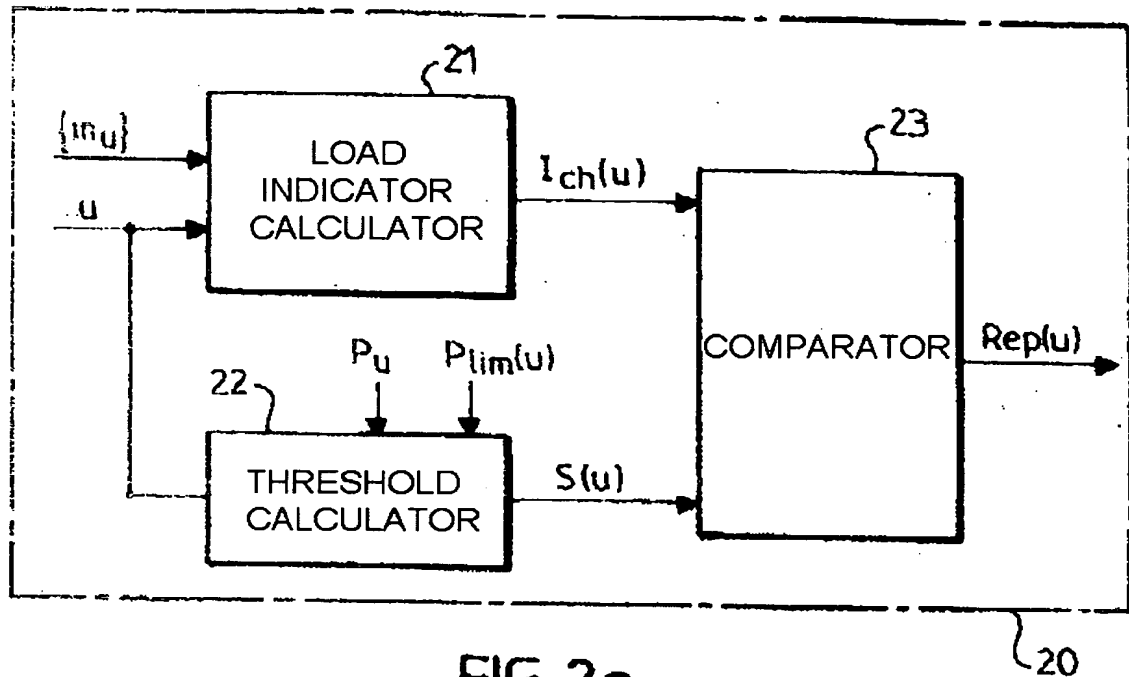 21
{m_u}
u
LOAD
INDICATOR
CALCULATOR
I_ch(u)
23
COMPARATOR
Rep(u)
P_u
P_lim(u)
22
THRESHOLD
CALCULATOR
S(u)
20